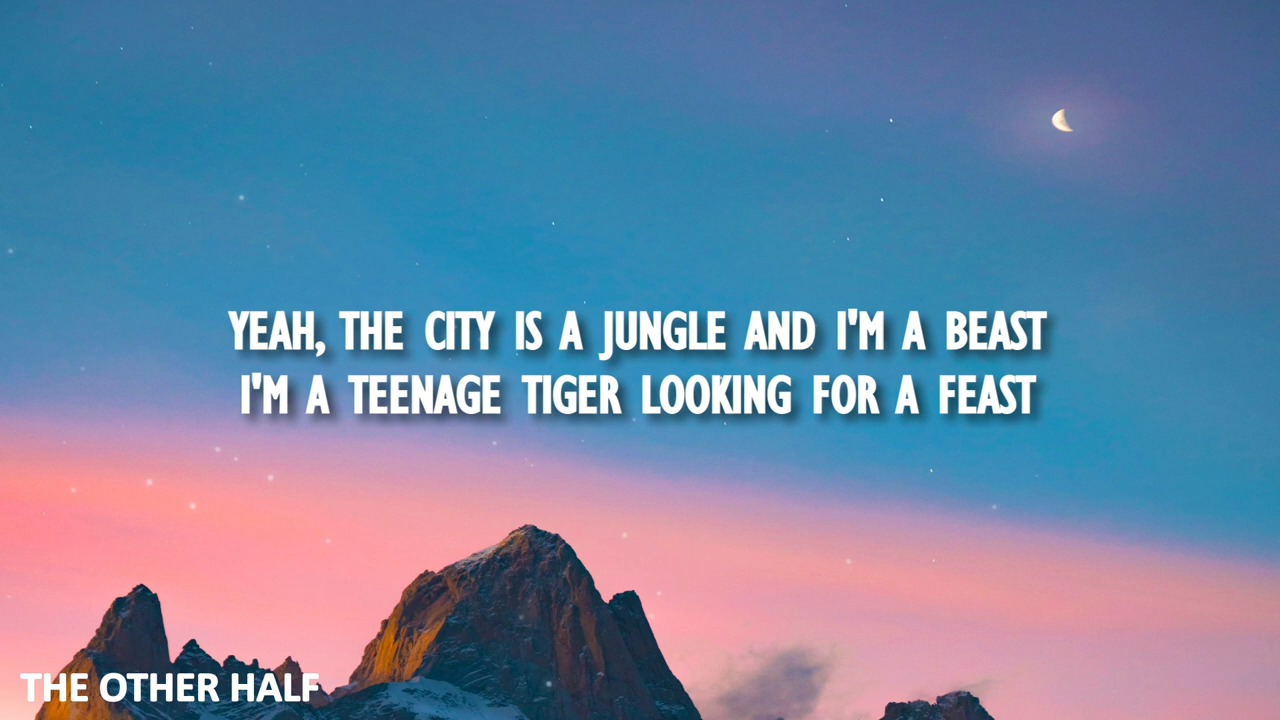 YEAH, THE CITY IS A JUNGLE AND I'M A BEAST
I'M A TEENAGE TIGER LOOKING FOR A FEAST
THE OTHER HALF